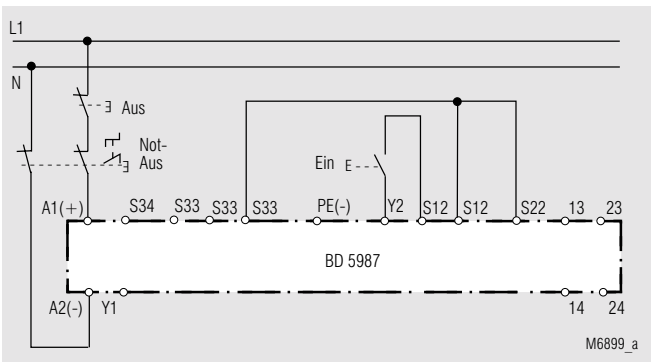 L1
N
Aus
Not-
Aus
Ein
A1(+) S34 S33 S33 S33 PE(-) Y2 S12 S12 S22 13 23
BD 5987
A2(-) Y1 14 24
M6899_a